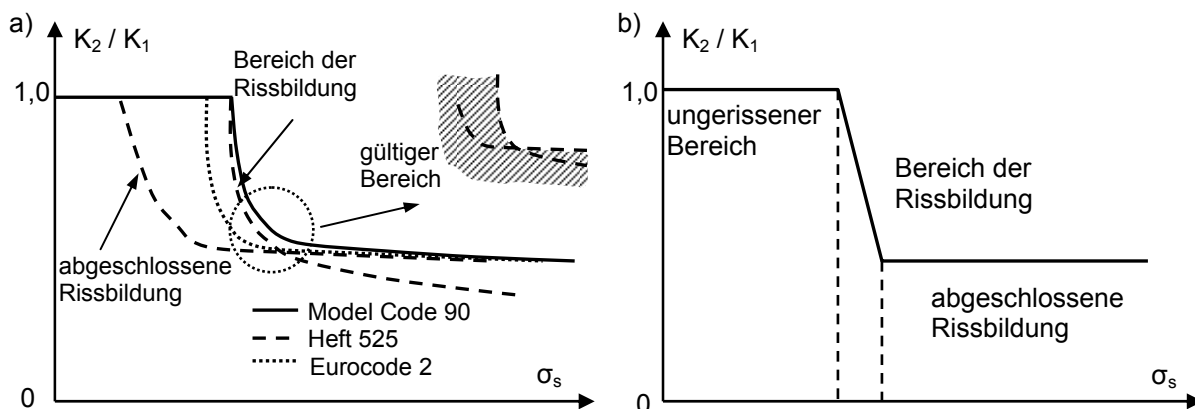 a)
K₂ / K₁
1,0
Bereich der
Rissbildung
gültiger
Bereich
abgeschlossene
Rissbildung
Model Code 90
Heft 525
Eurocode 2
0
σₛ
b)
K₂ / K₁
1,0
ungerissener
Bereich
Bereich der
Rissbildung
abgeschlossene
Rissbildung
0
σₛ